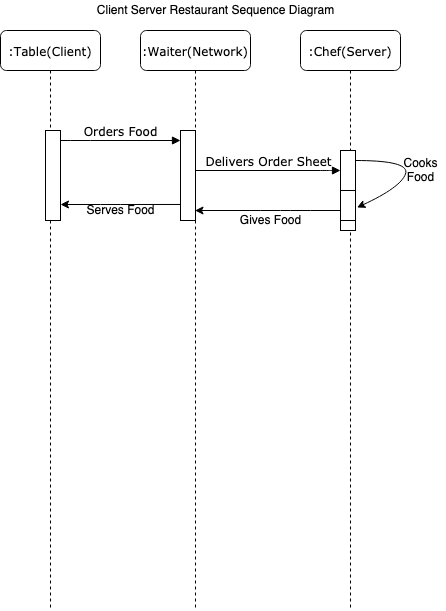 Client Server Restaurant Sequence Diagram
:Table(Client)
:Waiter(Network)
:Chef(Server)
Orders Food
Delivers Order Sheet
Cooks
Food
Serves Food
Gives Food